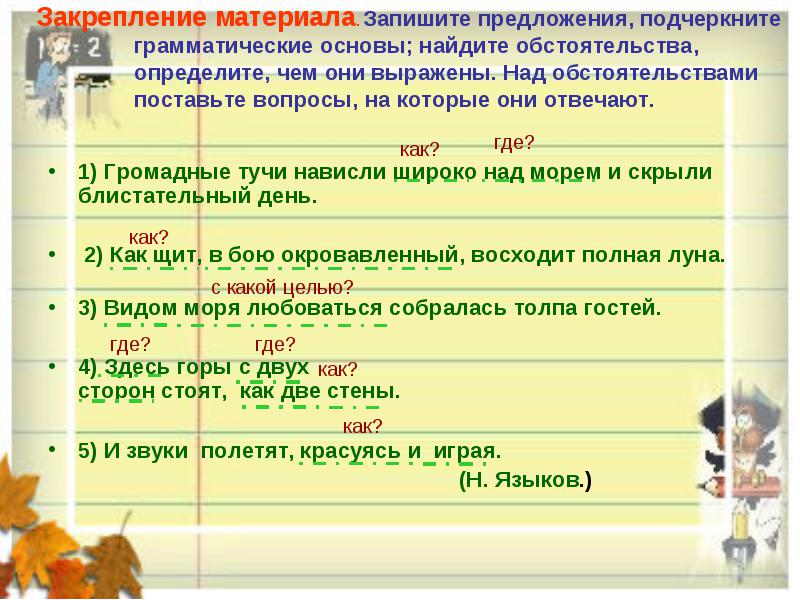 Закрепление материала. Запишите предложения, подчеркните
грамматические основы; найдите обстоятельства,
определите, чем они выражены. Над обстоятельствами
поставьте вопросы, на которые они отвечают.
как? где?
• 1) Громадные тучи нависли широко над морем и скрыли
блистательный день.
как?
• 2) Как щит, в бою окровавленный, восходит полная луна.
с какой целью?
• 3) Видом моря любоваться собралась толпа гостей.
где? где?
• 4) Здесь горы с двух как?
сторон стоят, как две стены.
как?
• 5) И звуки полетят, красуясь и играя.
(Н. Языков.)